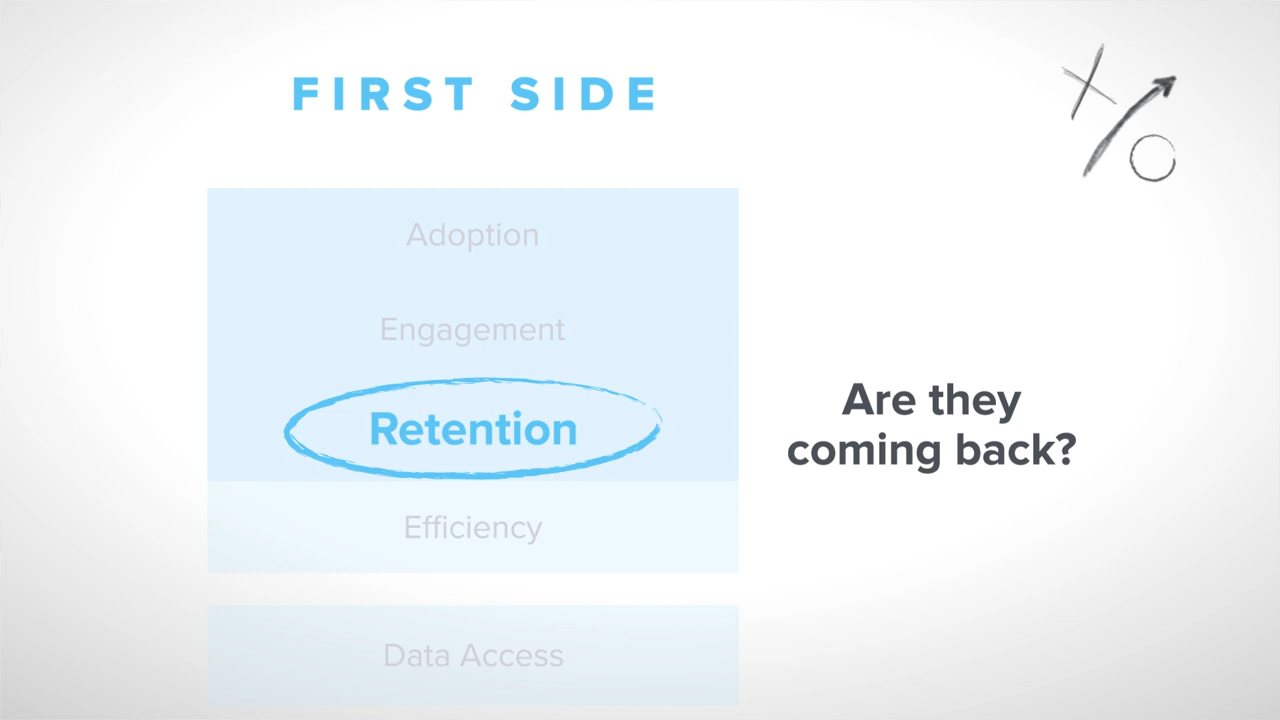 FIRST SIDE
Adoption
Engagement
Retention
Are they
coming back?
Efficiency
Data Access